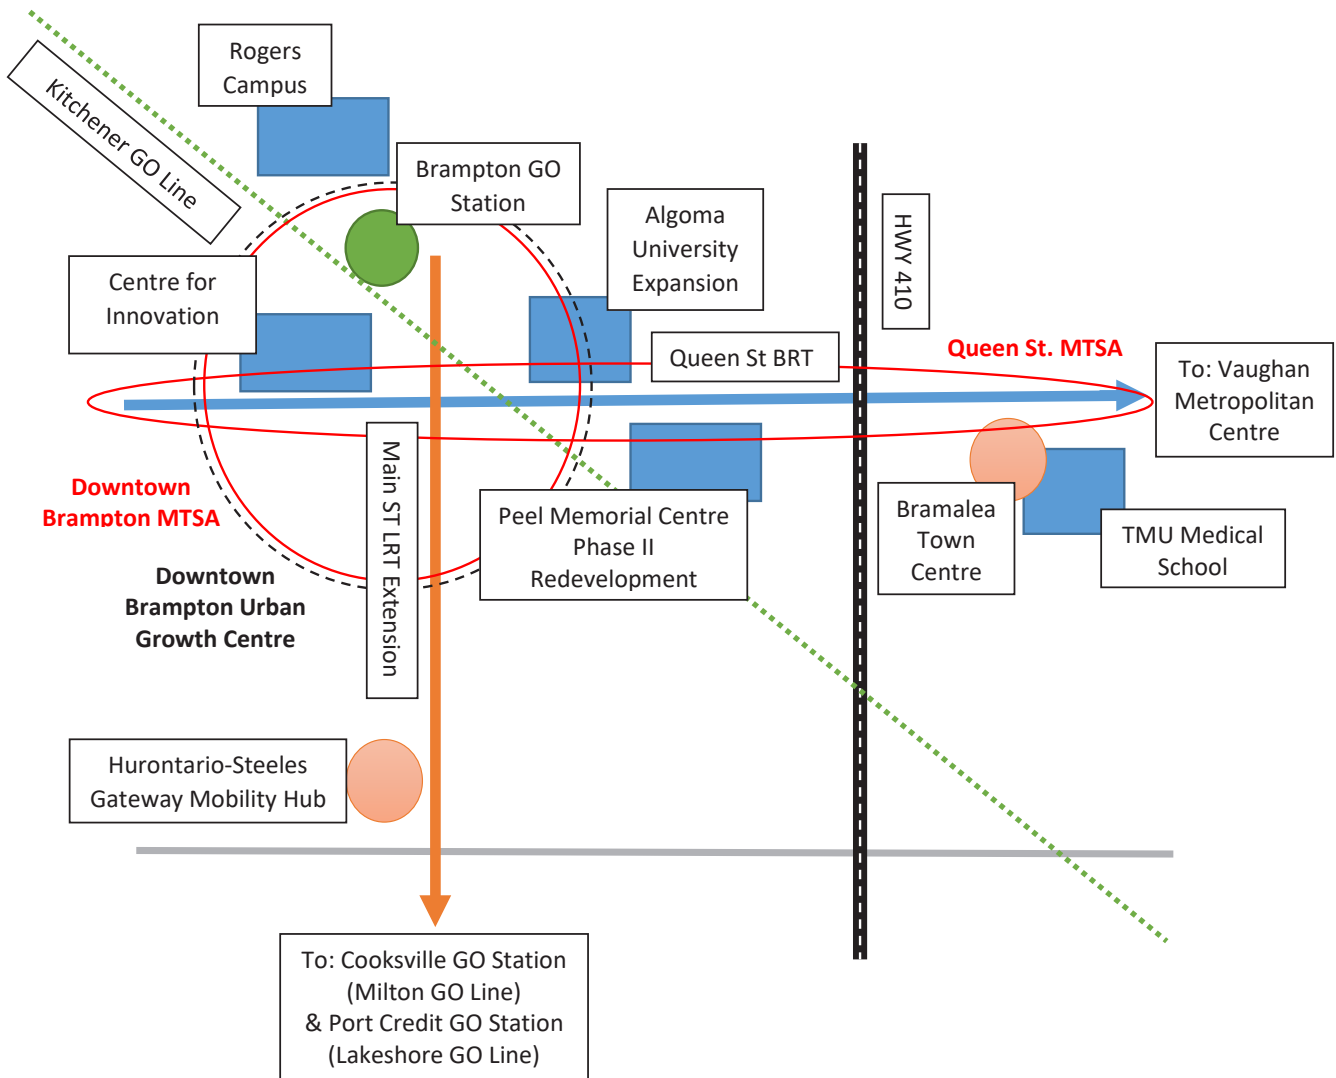 Rogers
Campus
Kitchener GO Line
Brampton GO
Station
Algoma
University
Expansion
HWY 410
Centre for
Innovation
Queen St BRT
Queen St. MTSA
To: Vaughan
Metropolitan
Centre
Main ST LRT Extension
Downtown
Brampton MTSA
Peel Memorial Centre
Phase II
Redevelopment
Bramalea
Town
Centre
TMU Medical
School
Downtown
Brampton Urban
Growth Centre
Hurontario-Steeles
Gateway Mobility Hub
To: Cooksville GO Station
(Milton GO Line)
& Port Credit GO Station
(Lakeshore GO Line)